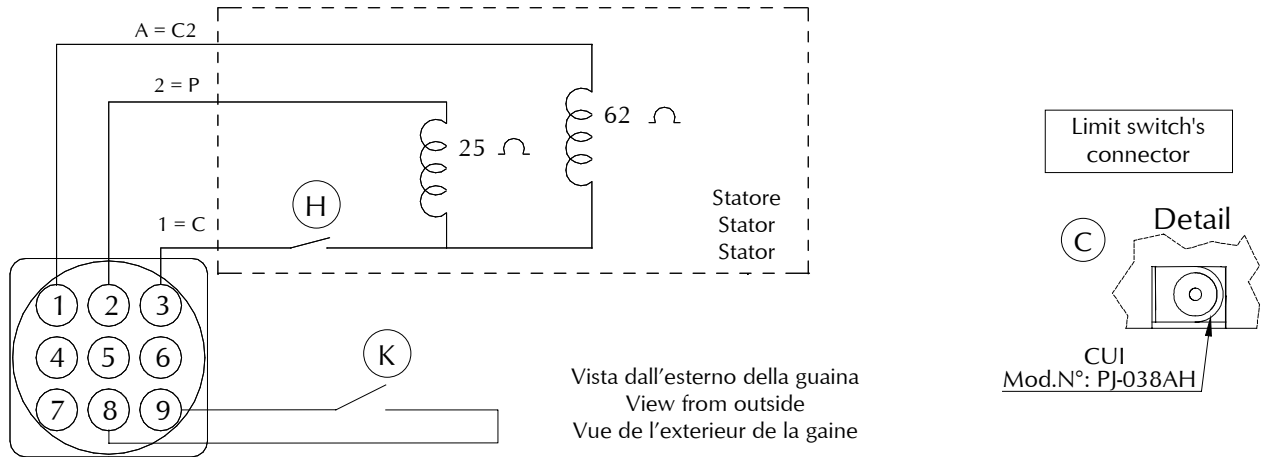 A = C2
2 = P
62 Ω
25 Ω
H
1 = C
Statore
Stator
Stator
1 2 3
4 5 6
7 8 9
K
Vista dall'esterno della guaina
View from outside
Vue de l'exterieur de la gaine
Limit switch's
connector
C
Detail
CUI
Mod.N°: PJ-038AH